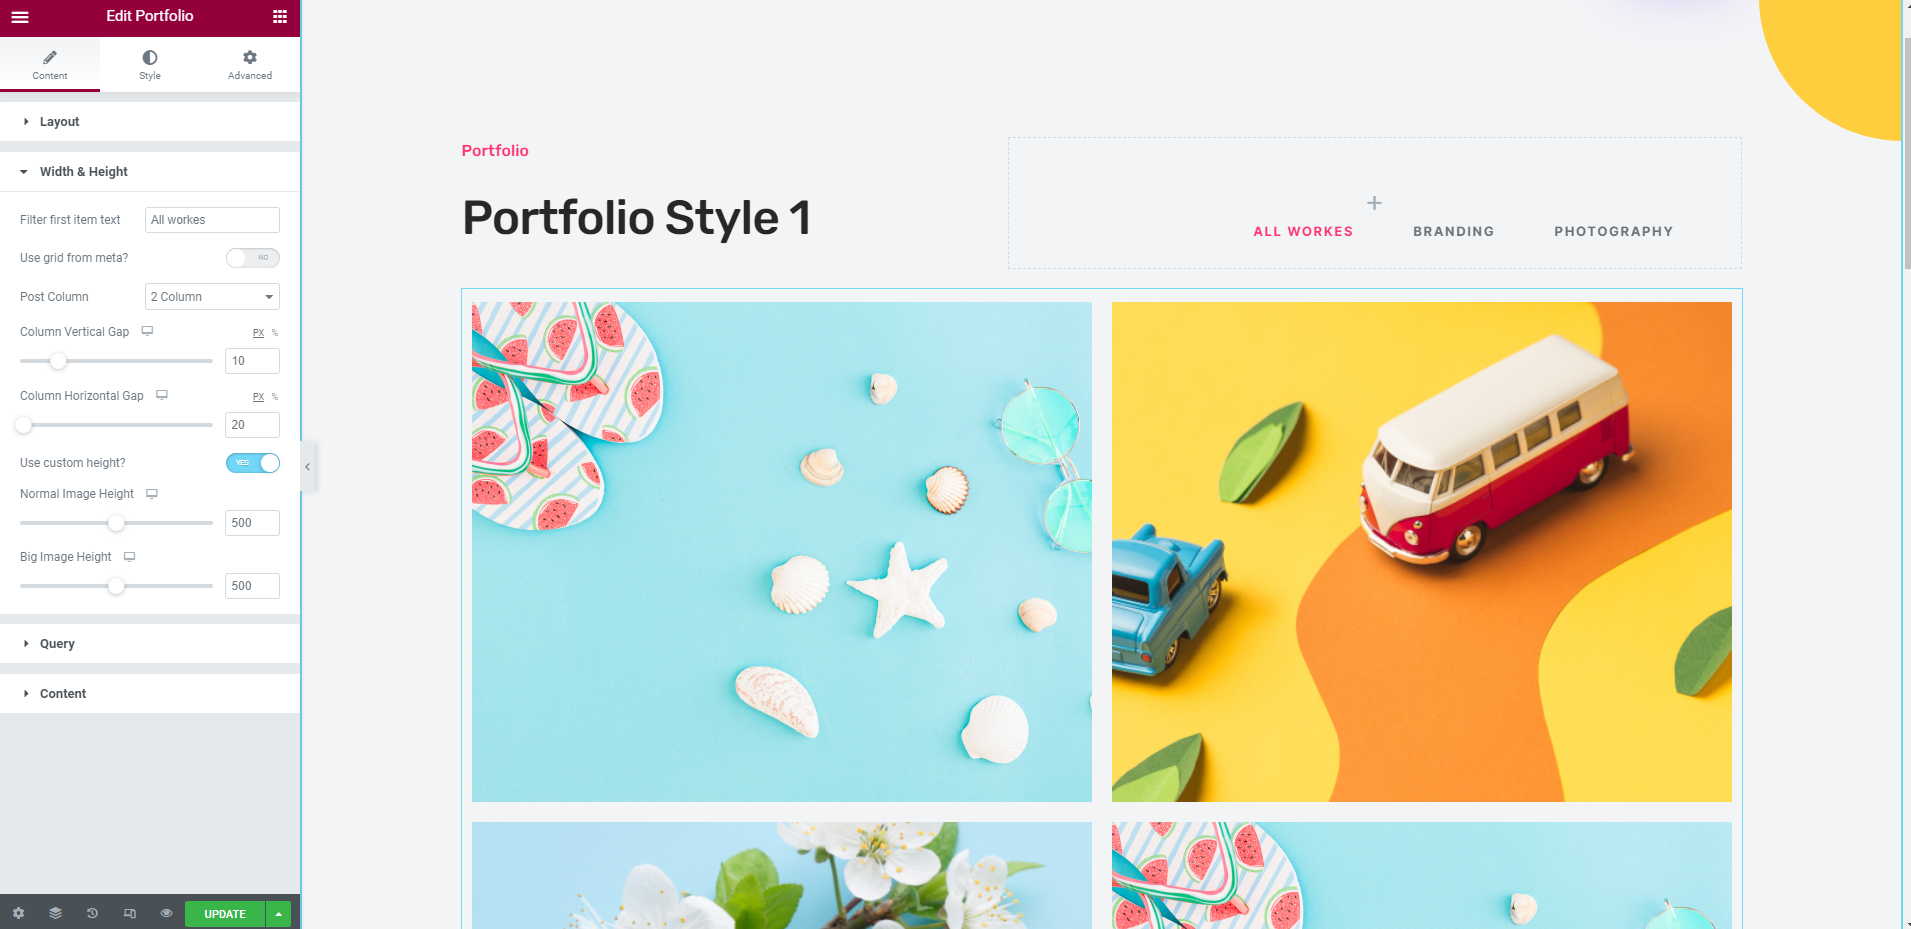 Edit Portfolio
Content
Style
Advanced
Layout
Width & Height
Filter first item text
All workes
Use grid from meta?
NO
Post Column
2 Column
Column Vertical Gap
PX %
10
Column Horizontal Gap
PX %
20
Use custom height?
YES
Normal Image Height
500
Big Image Height
500
Query
Content
UPDATE
Portfolio
Portfolio Style 1
ALL WORKES
BRANDING
PHOTOGRAPHY